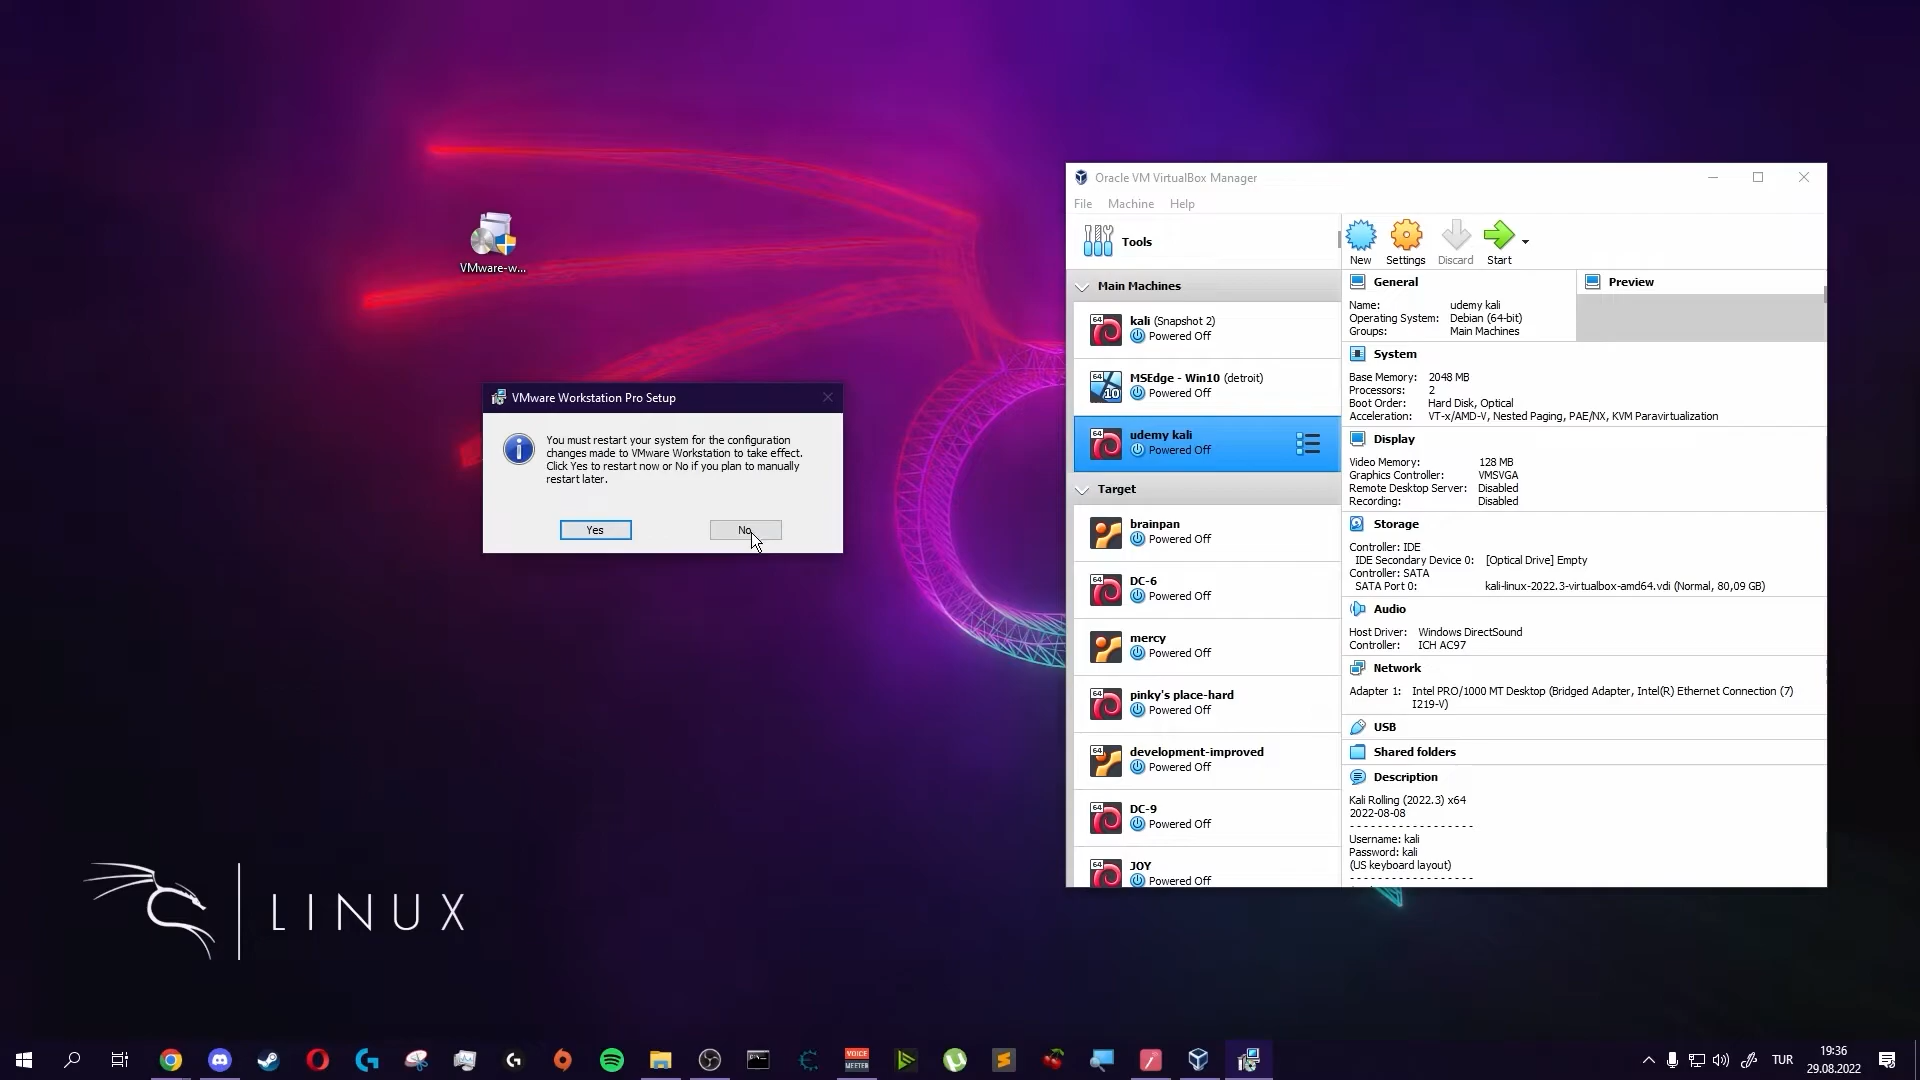 VMware-w...
VMware Workstation Pro Setup
You must restart your system for the configuration
changes made to VMware Workstation to take effect.
Click Yes to restart now or No if you plan to manually
restart later.
Yes
No
LINUX
Oracle VM VirtualBox Manager
File Machine Help
Tools
New
Settings
Discard
Start
Main Machines
64
kali (Snapshot 2)
Powered Off
64
10
MSEdge - Win10 (detroit)
Powered Off
64
udemy kali
Powered Off
Target
brainpan
Powered Off
64
DC-6
Powered Off
mercy
Powered Off
64
pinky's place-hard
Powered Off
64
development-improved
Powered Off
64
DC-9
Powered Off
64
JOY
Powered Off
General
Name: udemy kali
Operating System: Debian (64-bit)
Groups: Main Machines
Preview
System
Base Memory: 2048 MB
Processors: 2
Boot Order: Hard Disk, Optical
Acceleration: VT-x/AMD-V, Nested Paging, PAE/NX, KVM Paravirtualization
Display
Video Memory: 128 MB
Graphics Controller: VMSVGA
Remote Desktop Server: Disabled
Recording: Disabled
Storage
Controller: IDE
IDE Secondary Device 0: [Optical Drive] Empty
Controller: SATA
SATA Port 0: kali-linux-2022.3-virtualbox-amd64.vdi (Normal, 80,09 GB)
Audio
Host Driver: Windows DirectSound
Controller: ICH AC97
Network
Adapter 1: Intel PRO/1000 MT Desktop (Bridged Adapter, Intel(R) Ethernet Connection (7)
I219-V)
USB
Shared folders
Description
Kali Rolling (2022.3) x64
2022-08-08
- - - - - - - - - - - - - - - - - -
Username: kali
Password: kali
(US keyboard layout)
- - - - - - - - - - - - - - - - - -
VOICE
MEETER
TUR
19:36
29.08.2022